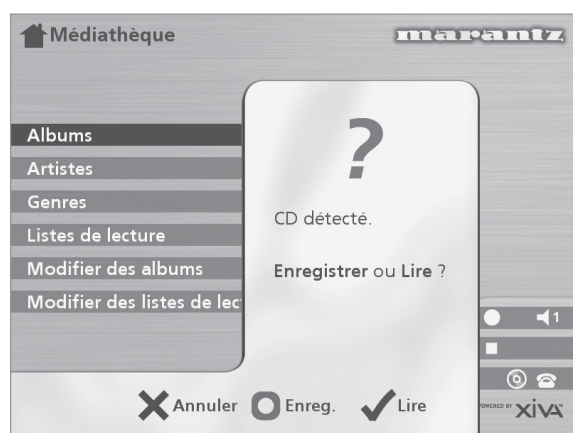 Médiathèque
marantz
Albums
Artistes
Genres
Listes de lecture
Modifier des albums
Modifier des listes de lec
?
CD détecté.
Enregistrer ou Lire ?
1
Annuler
Enreg.
Lire
POWERED BY XiVA™